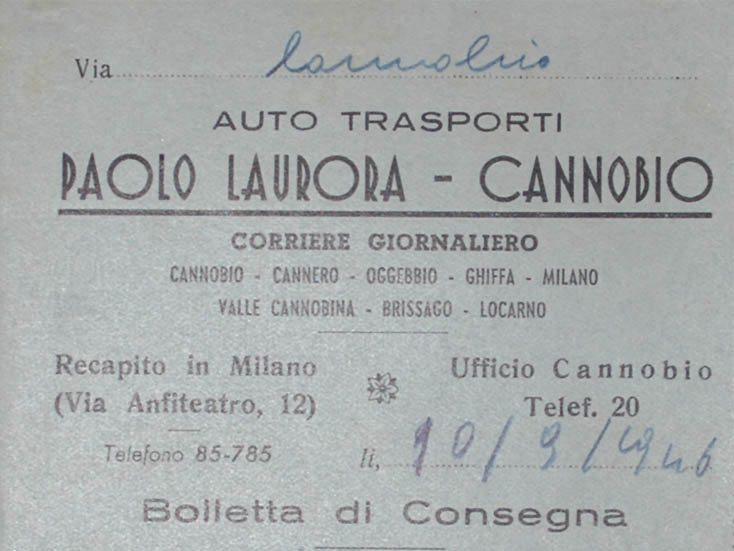 Via Cannobio
AUTO TRASPORTI
PAOLO LAURORA - CANNOBIO
CORRIERE GIORNALIERO
CANNOBIO - CANNERO - OGGEBBIO - GHIFFA - MILANO
VALLE CANNOBINA - BRISSAGO - LOCARNO
Recapito in Milano
(Via Anfiteatro, 12)
Telefono 85-785
Ufficio Cannobio
Telef. 20
lì, 10/9/1946
Bolletta di Consegna